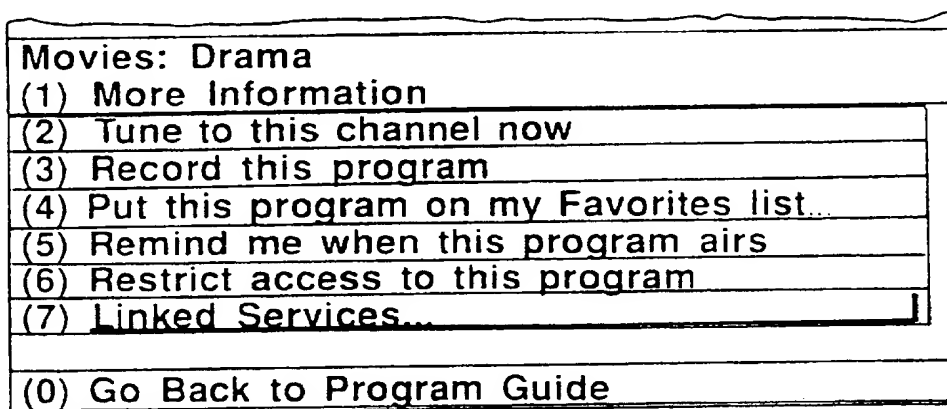 Movies: Drama
(1) More Information
(2) Tune to this channel now
(3) Record this program
(4) Put this program on my Favorites list...
(5) Remind me when this program airs
(6) Restrict access to this program
(7) Linked Services...
(0) Go Back to Program Guide